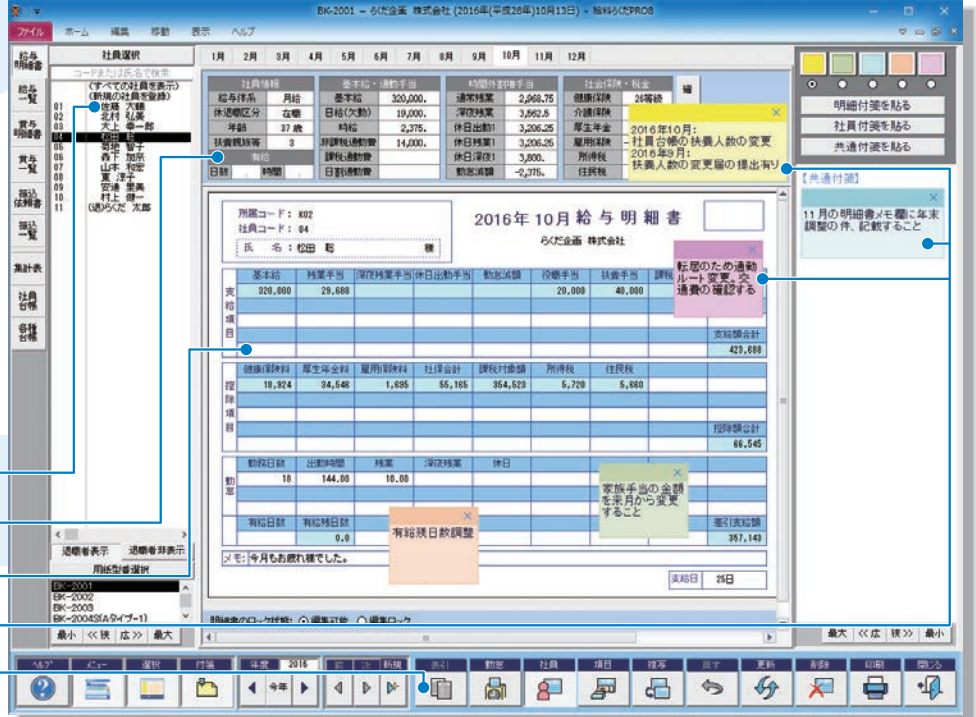 BK-2001 - らくだ企画 株式会社 (2016年(平成28年)10月13日) - 給料らくだPRO8
ファイル ホーム 編集 移動 表示 ヘルプ
給与明細書
給与一覧
賞与明細書
賞与一覧
振込依頼書
振込一覧
集計表
社員台帳
各種台帳
社員選択
コードまたは氏名で検索
(すべての社員を表示)
(新規の社員を登録)
01 佐藤 大輔
02 北村 弘美
03 大上 幸一郎
04 松田 聡
05 菊地 智子
06 森下 加奈
07 山本 和宏
08 東 洋子
09 安達 里美
10 村上 健一
11 (退)らくだ 太郎
退職者表示 退職者非表示
用紙型番選択
BK-2001
BK-2002
BK-2003
BK-2004S(Aタイプ-1)
最小 <<狭 広>> 最大
1月 2月 3月 4月 5月 6月 7月 8月 9月 10月 11月 12月
社員情報 基本給・通勤手当 時間外割増手当 社会保険・税金
給与体系 月給 基本給 320,000. 通常残業 2,968.75 健康保険 26等級
休退職区分 在職 日給(欠勤) 19,000. 深夜残業 3,562.5 介護保険
年齢 37 歳 時給 2,375. 休日出勤1 3,206.25 厚生年金
扶養親族等 3 非課税通勤費 14,000. 休日残業1 3,206.25 雇用保険
有給 課税通勤費 休日深夜1 3,800. 所得税
日数 時間 日割通勤費 勤怠減額 -2,375. 住民税
2016年10月:
社員台帳の扶養人数の変更
2016年9月:
扶養人数の変更届の提出有り
所属コード: K02
社員コード: 04
氏 名: 松田 聡 様
2016年 10月 給 与 明 細 書
らくだ企画 株式会社
転居のため通勤
ルート変更。交
通費の確認する
支給項目
基本給 残業手当 深夜残業手当 休日出勤手当 勤怠減額 役職手当 扶養手当
320,000 29,688 20,000 40,000
支給額合計
423,688
控除項目
健康保険料 厚生年金料 雇用保険料 社保合計 課税対象額 所得税 住民税
18,924 34,546 1,695 55,165 354,523 5,720 5,660
控除額合計
66,545
勤怠
勤務日数 出勤時間 残業 深夜残業 休日
18 144.00 10.00
有給日数 有給残日数
0.0
差引支給額
357,143
家族手当の金額
を来月から変更
すること
有給残日数調整
メモ: 今月もお疲れ様でした。
支給日 25日
明細書のロック状態: 編集可能 編集ロック
明細付箋を貼る
社員付箋を貼る
共通付箋を貼る
【共通付箋】
11月の明細書メモ欄に年末
調整の件、記載すること
最大 <<広 狭>> 最小
ヘルプ メニュー 選択 付箋 年度 2016 前 次 新規 表引 勤怠 社員 項目 複写 戻す 更新 削除 印刷 閉じる
今年